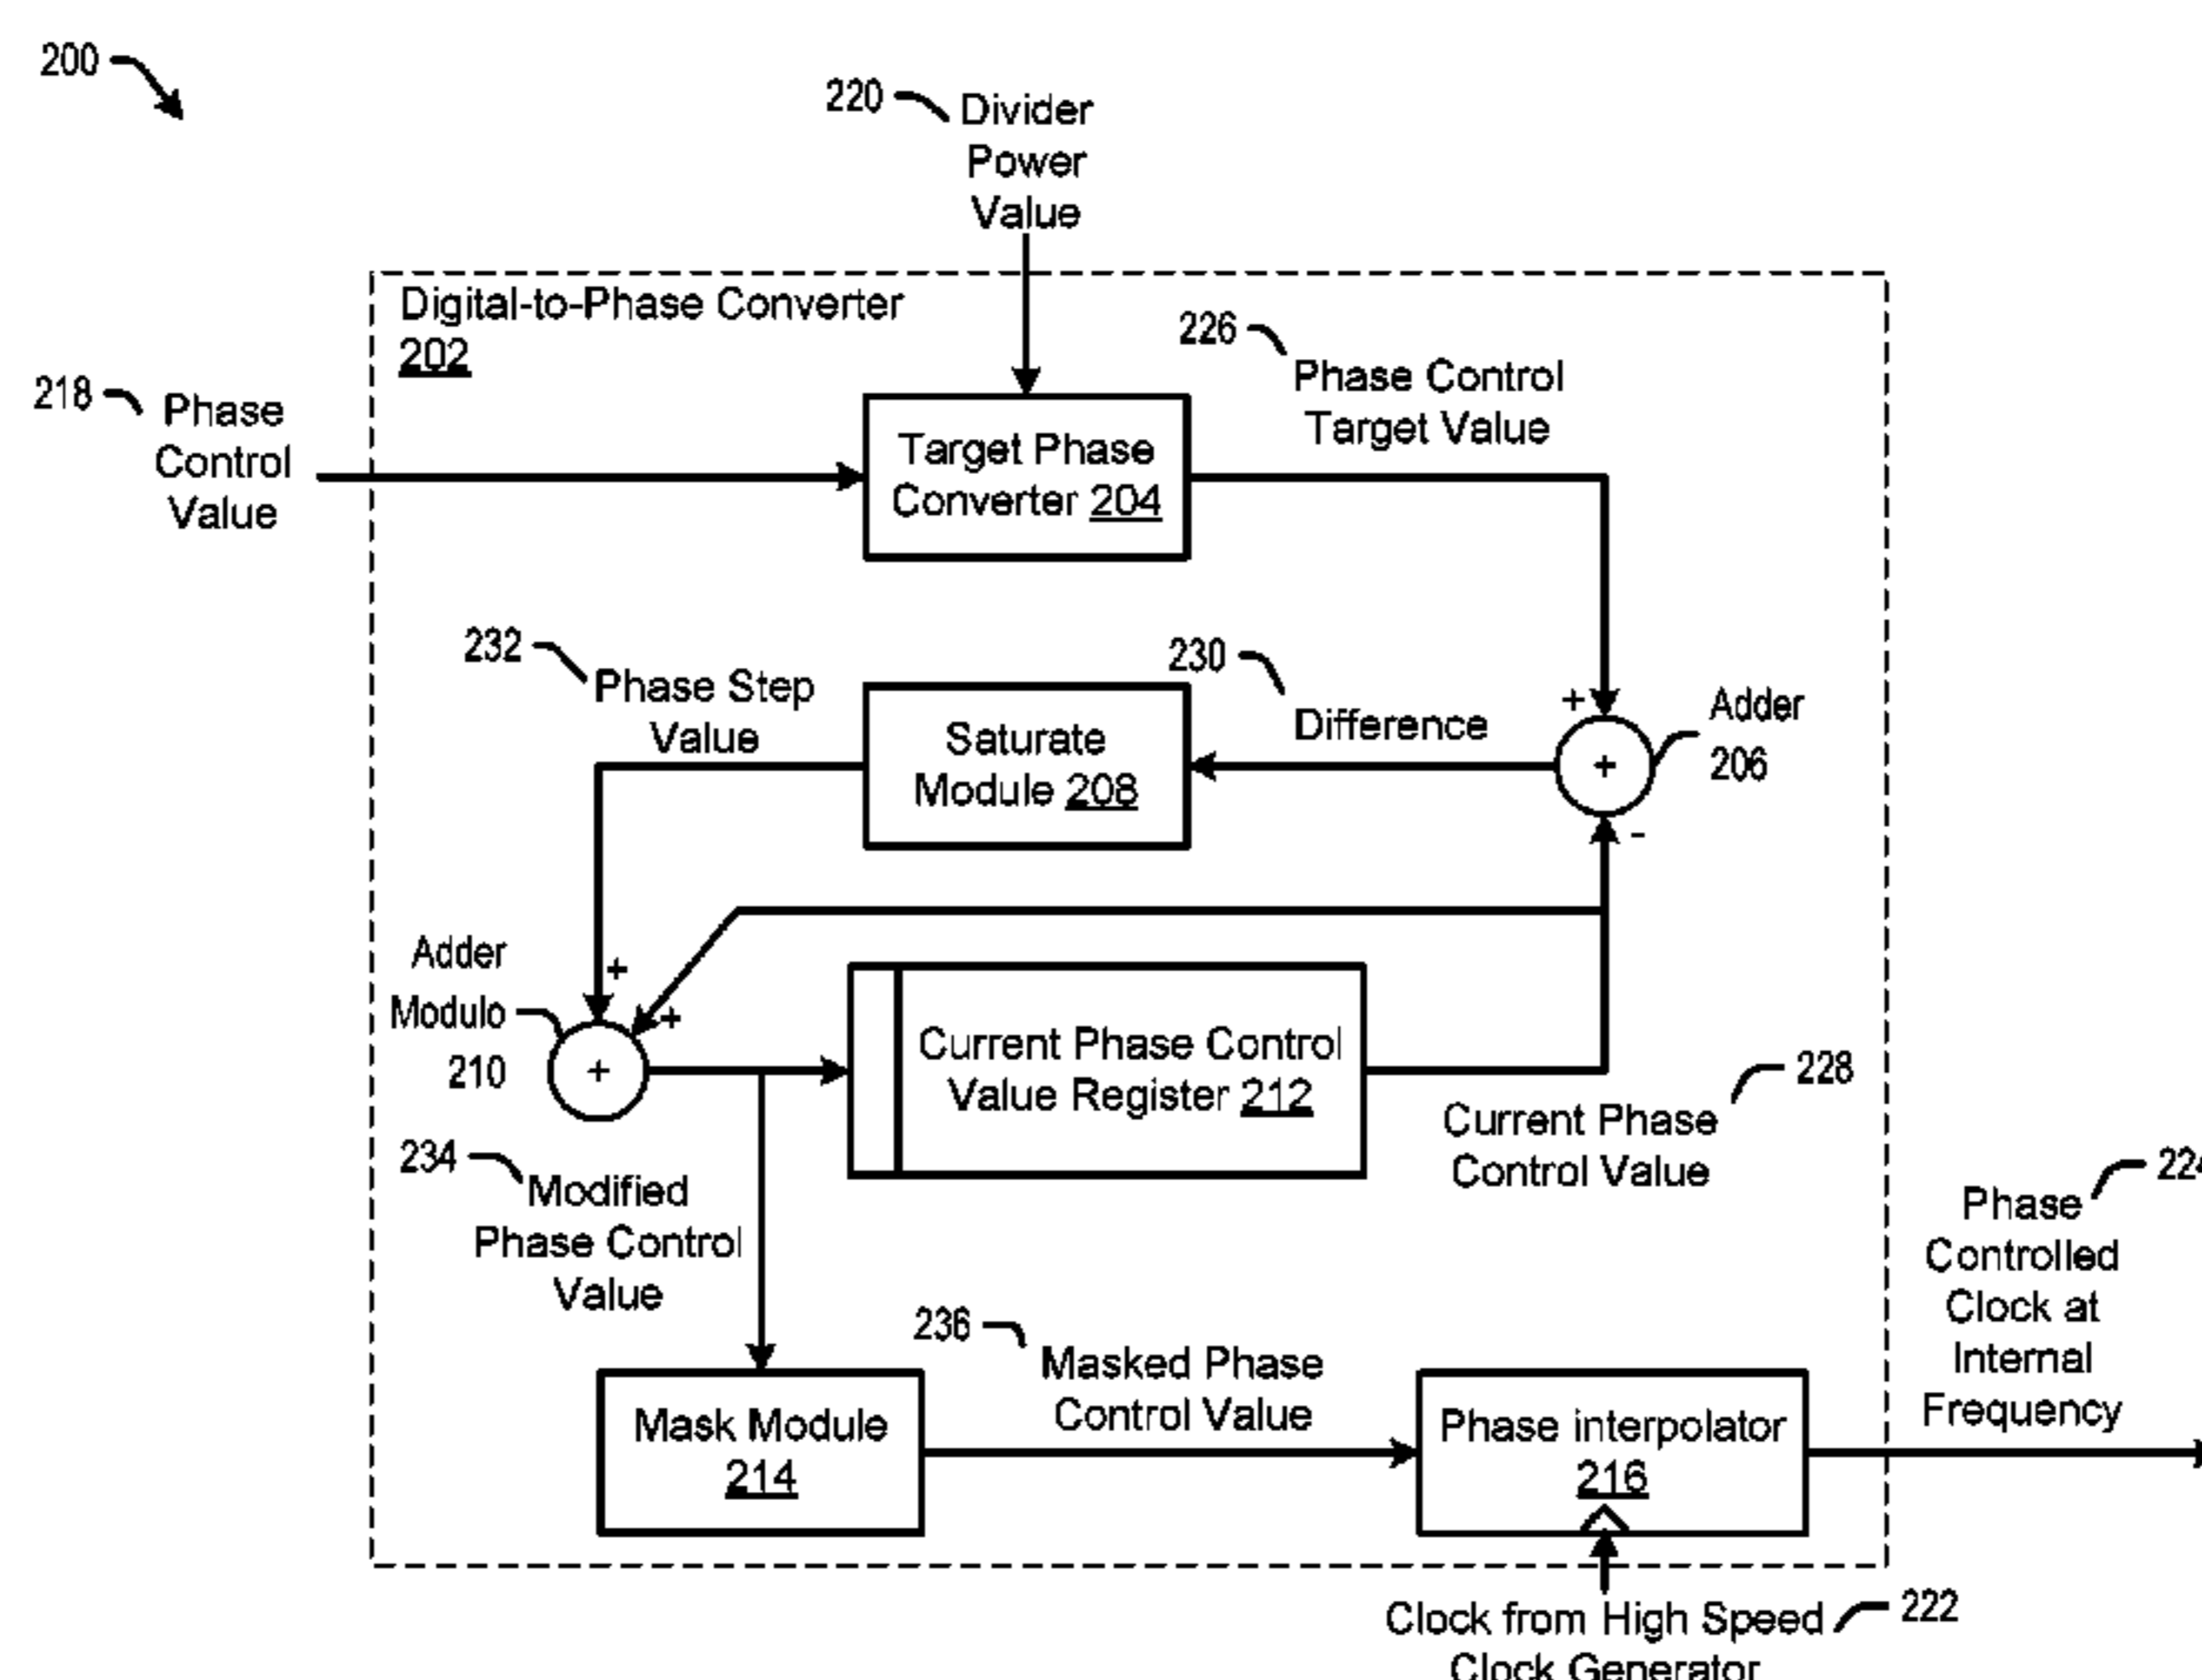 200
220
Divider
Power
Value
Digital-to-Phase Converter
202
226
Phase Control
Target Value
218
Phase
Control
Value
Target Phase
Converter 204
232
Phase Step
Value
230
Difference
Saturate
Module 208
+
+
Adder
206
-
Adder
Modulo
210
+
+
+
Current Phase Control
Value Register 212
228
Current Phase
Control Value
234
Modified
Phase Control
Value
224
Phase
Controlled
Clock at
Internal
Frequency
236
Masked Phase
Control Value
Mask Module
214
Phase interpolator
216
Clock from High Speed
Clock Generator
222